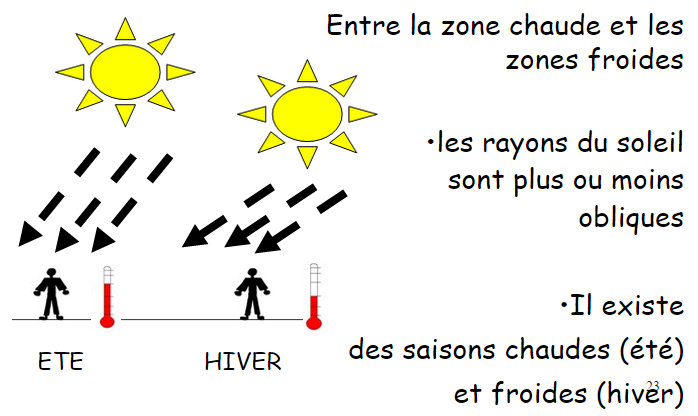 Entre la zone chaude et les
zones froides
•les rayons du soleil
sont plus ou moins
obliques
•Il existe
des saisons chaudes (été)
et froides (hiver)
23
ETE
HIVER